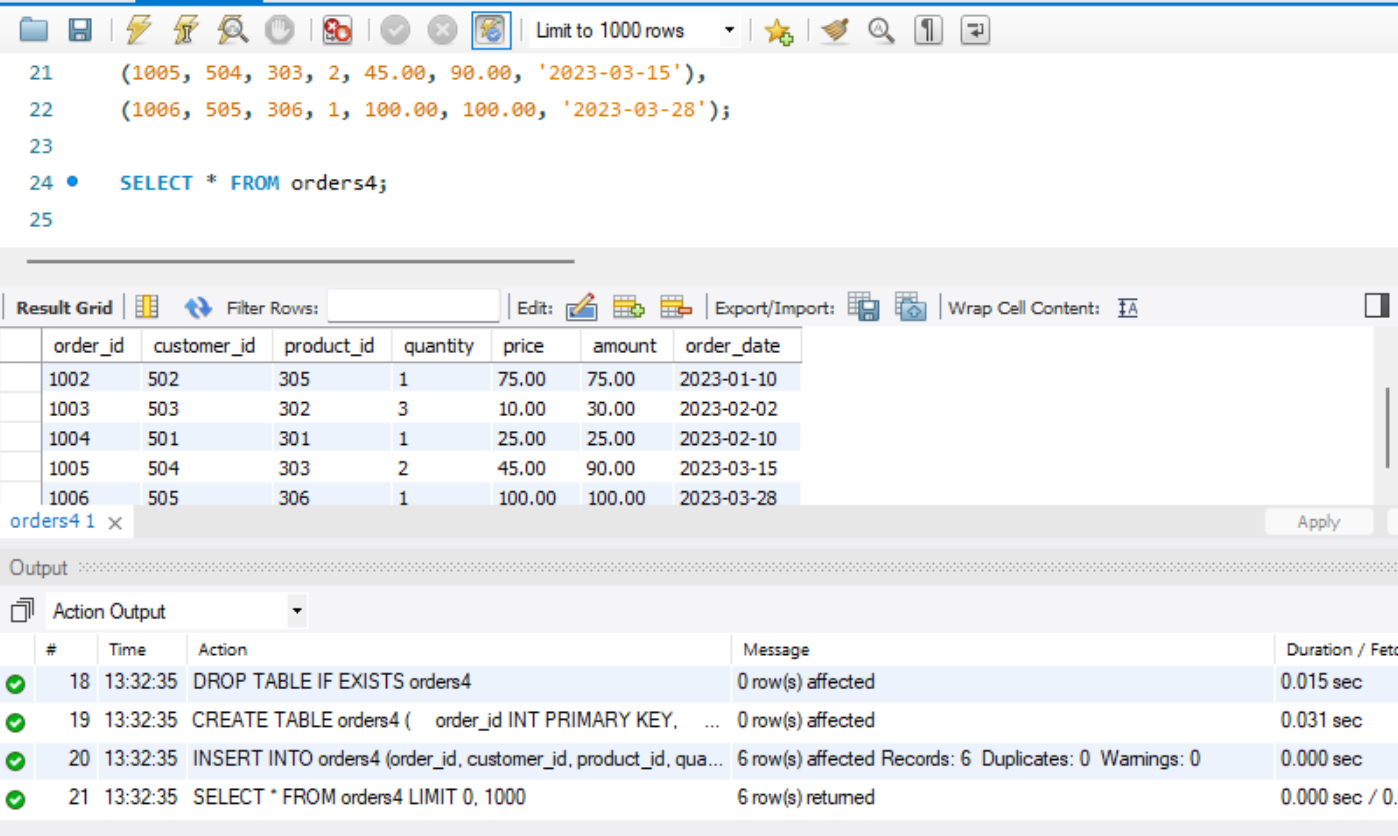 Limit to 1000 rows
21 (1005, 504, 303, 2, 45.00, 90.00, '2023-03-15'),
22 (1006, 505, 306, 1, 100.00, 100.00, '2023-03-28');
23
24 SELECT * FROM orders4;
25
Result Grid Filter Rows: Edit: Export/Import: Wrap Cell Content: IA
order_id customer_id product_id quantity price amount order_date
1002 502 305 1 75.00 75.00 2023-01-10
1003 503 302 3 10.00 30.00 2023-02-02
1004 501 301 1 25.00 25.00 2023-02-10
1005 504 303 2 45.00 90.00 2023-03-15
1006 505 306 1 100.00 100.00 2023-03-28
orders4 1 Apply
Output
Action Output
# Time Action Message Duration / Fetc
18 13:32:35 DROP TABLE IF EXISTS orders4 0 row(s) affected 0.015 sec
19 13:32:35 CREATE TABLE orders4 ( order_id INT PRIMARY KEY, ... 0 row(s) affected 0.031 sec
20 13:32:35 INSERT INTO orders4 (order_id, customer_id, product_id, qua... 6 row(s) affected Records: 6 Duplicates: 0 Warnings: 0 0.000 sec
21 13:32:35 SELECT * FROM orders4 LIMIT 0, 1000 6 row(s) returned 0.000 sec / 0.